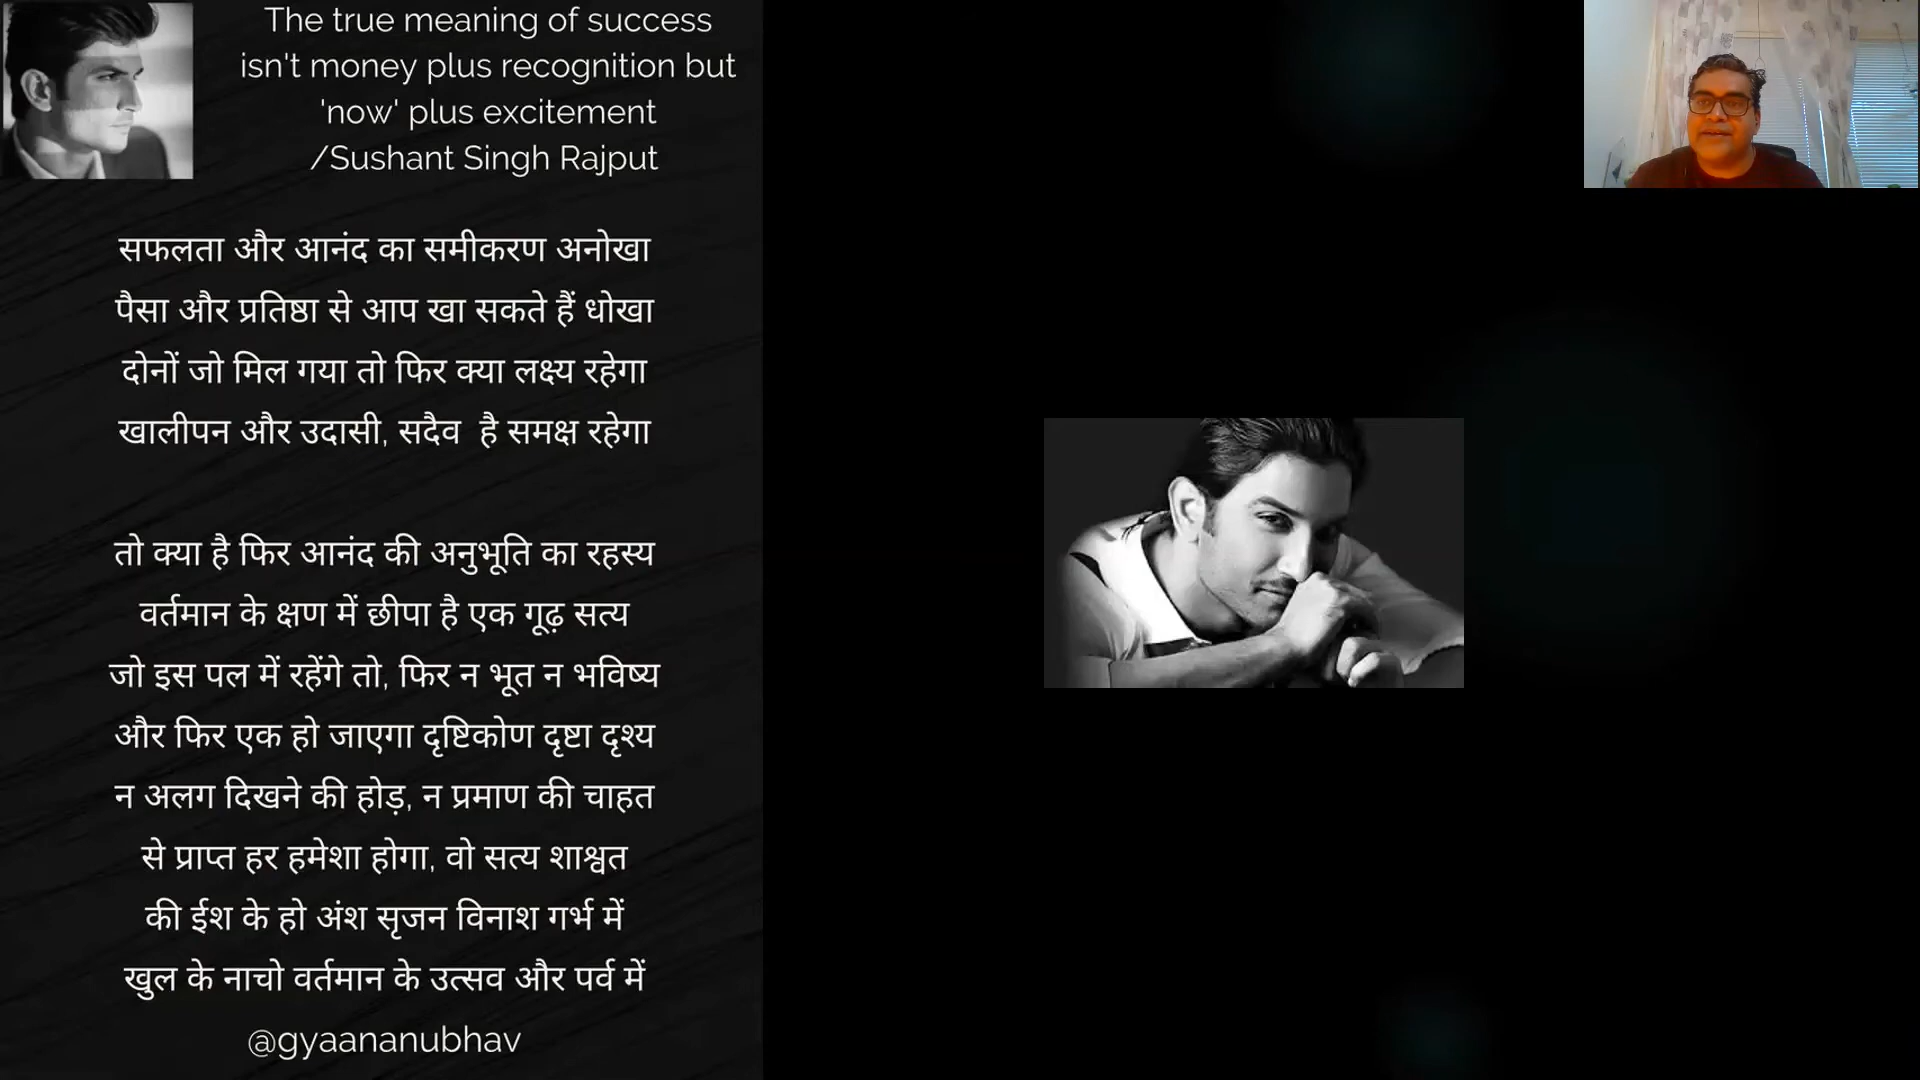 The true meaning of success
isn't money plus recognition but
'now' plus excitement
/Sushant Singh Rajput
सफलता और आनंद का समीकरण अनोखा
पैसा और प्रतिष्ठा से आप खा सकते हैं धोखा
दोनों जो मिल गया तो फिर क्या लक्ष्य रहेगा
खालीपन और उदासी, सदैव है समक्ष रहेगा
तो क्या है फिर आनंद की अनुभूति का रहस्य
वर्तमान के क्षण में छीपा है एक गूढ़ सत्य
जो इस पल में रहेंगे तो, फिर न भूत न भविष्य
और फिर एक हो जाएगा दृष्टिकोण दृष्टा दृश्य
न अलग दिखने की होड़, न प्रमाण की चाहत
से प्राप्त हर हमेशा होगा, वो सत्य शाश्वत
की ईश के हो अंश सृजन विनाश गर्भ में
खुल के नाचो वर्तमान के उत्सव और पर्व में
@gyaananubhav